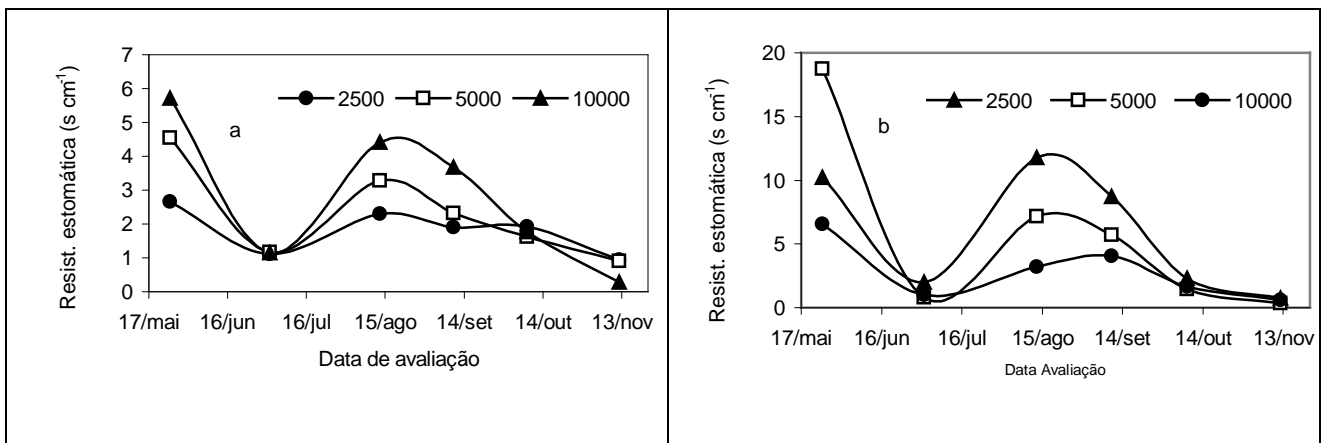 Resist. estomática (s cm-1)
7
6
5
4
3
2
1
0
2500 5000 10000
a
17/mai 16/jun 16/jul 15/ago 14/set 14/out 13/nov
Data de avaliação
Resist. estomática (s cm-1)
20
15
10
5
0
2500 5000 10000
b
17/mai 16/jun 16/jul 15/ago 14/set 14/out 13/nov
Data Avaliação